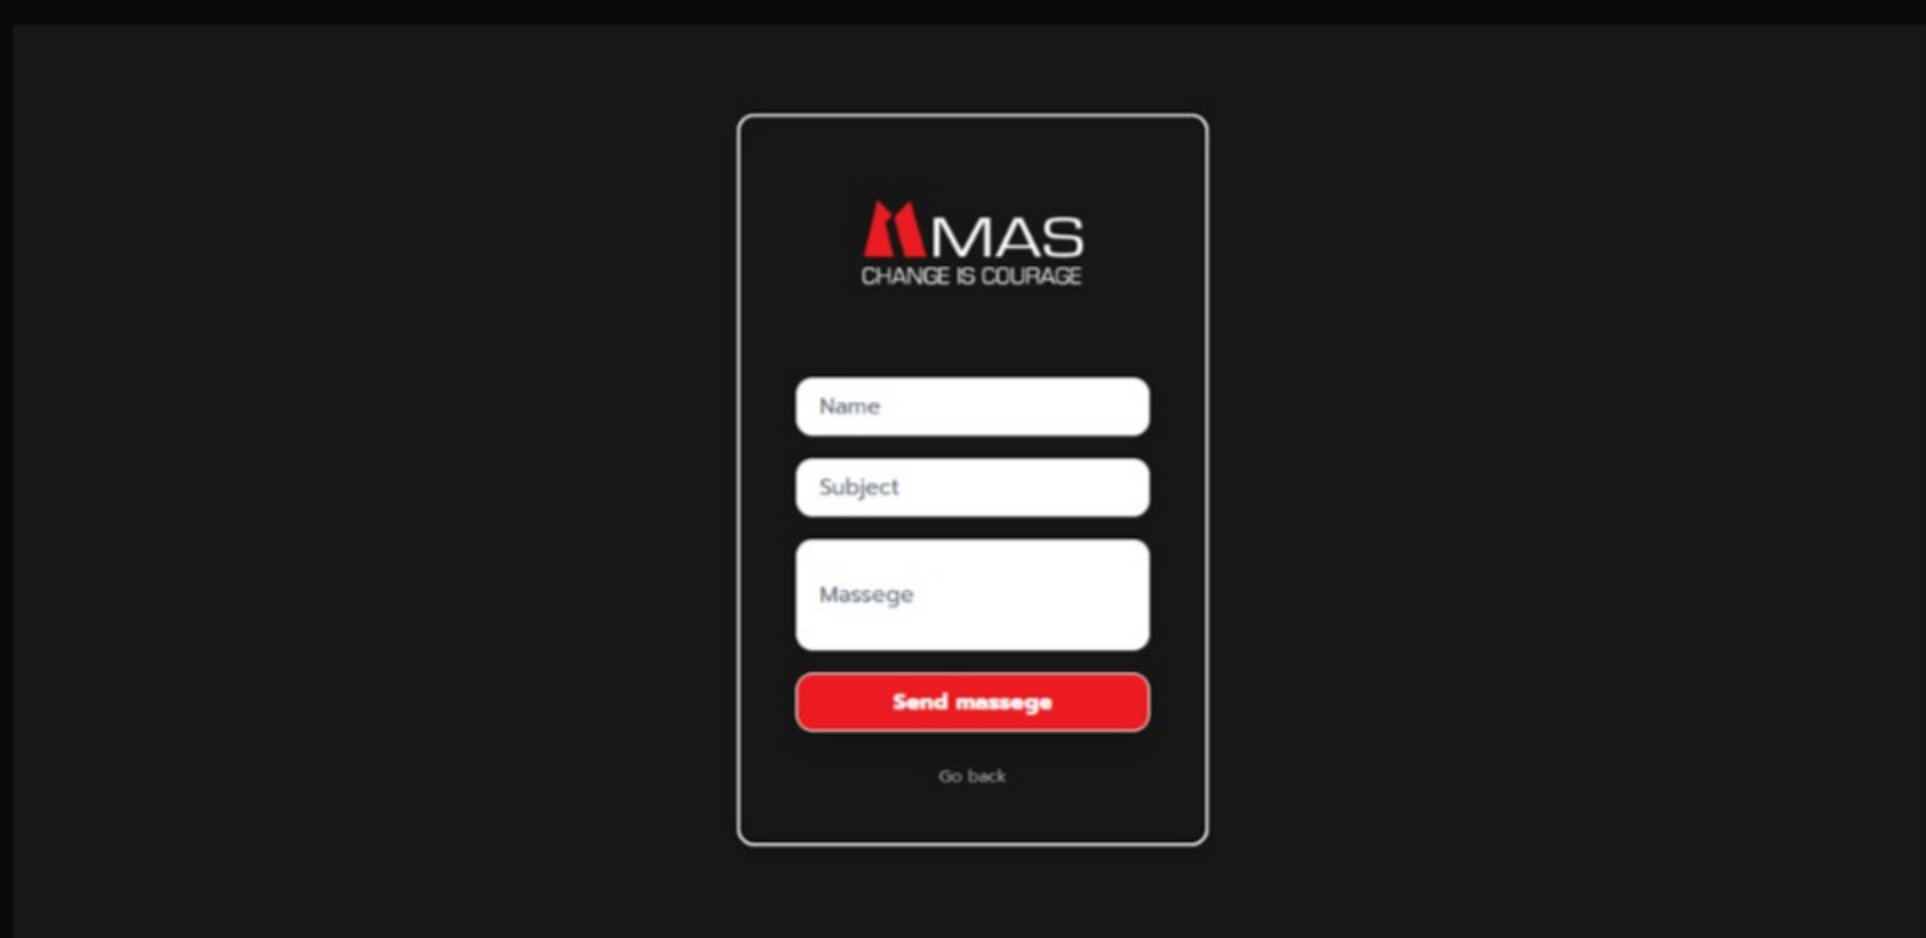 MAS
CHANGE IS COURAGE
Name
Subject
Massege
Send massege
Go back